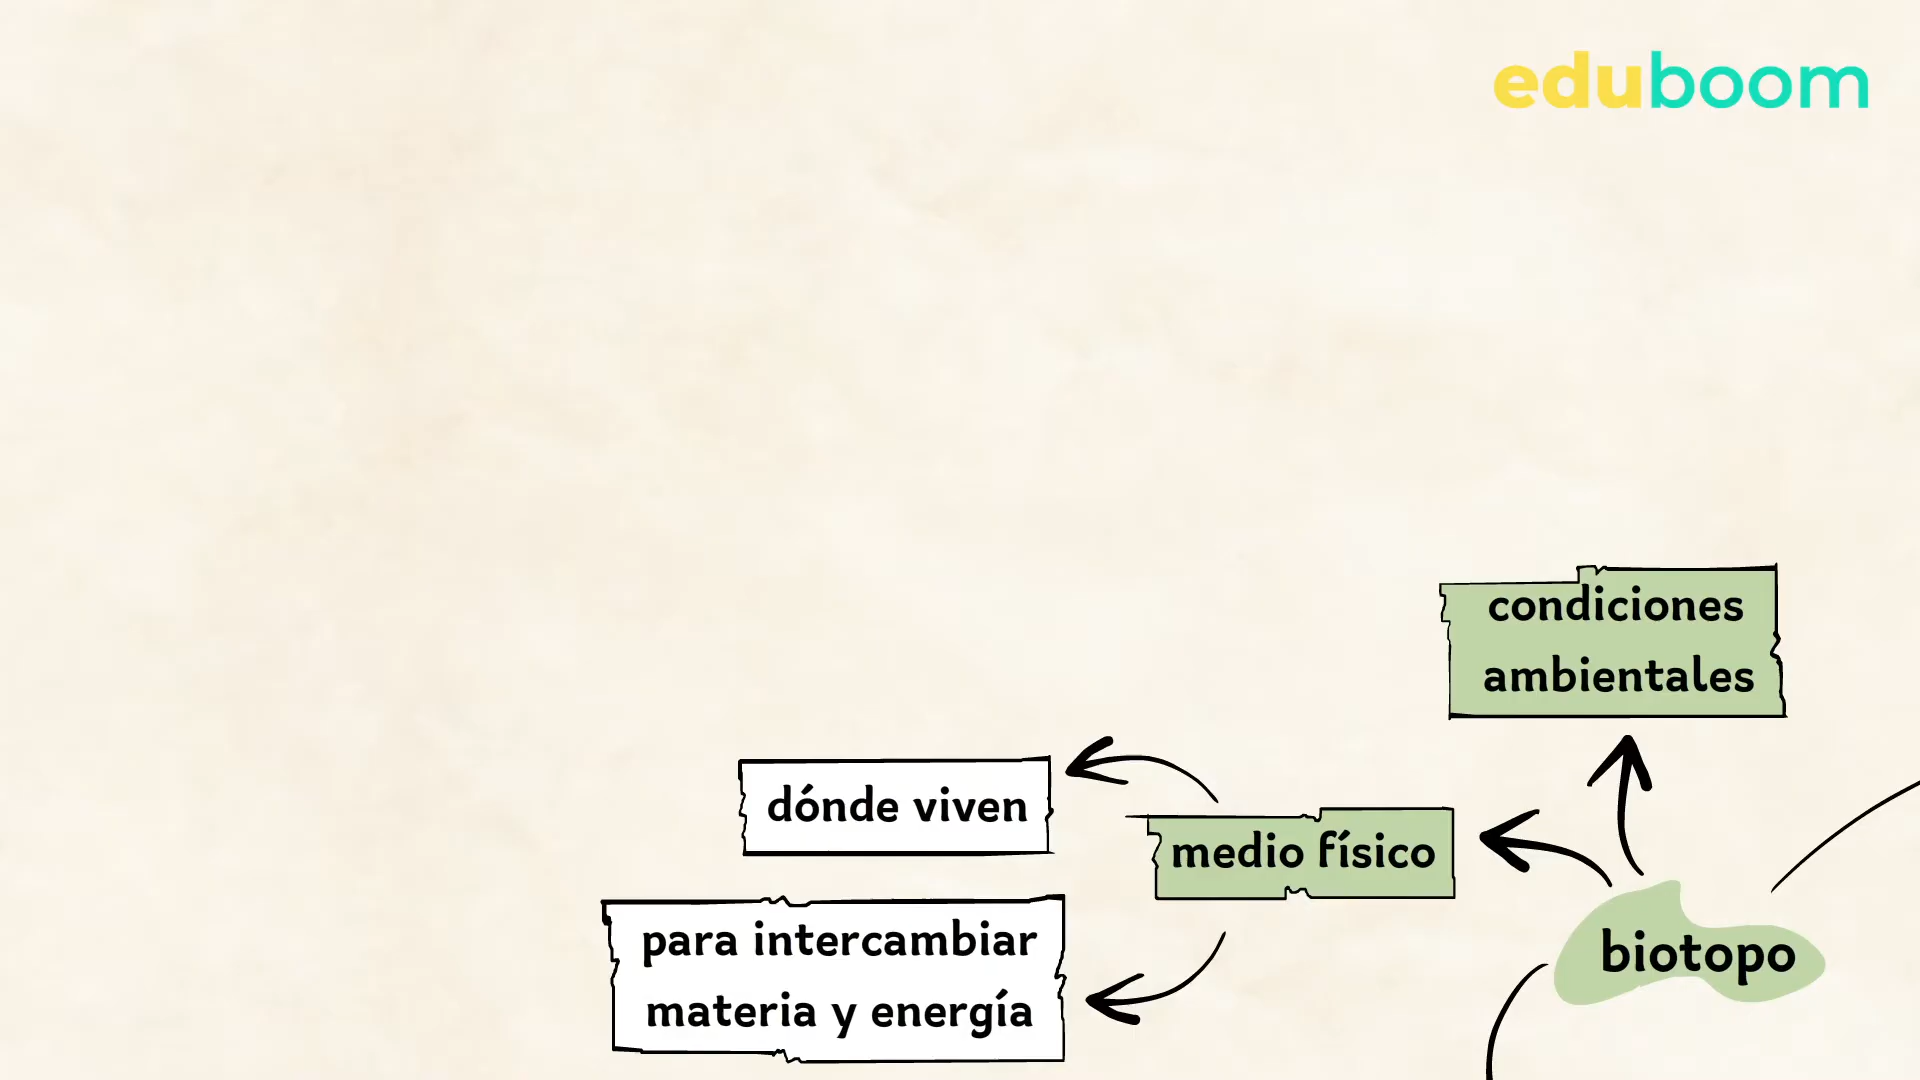 eduboom
condiciones
ambientales
dónde viven
medio físico
para intercambiar
materia y energía
biotopo